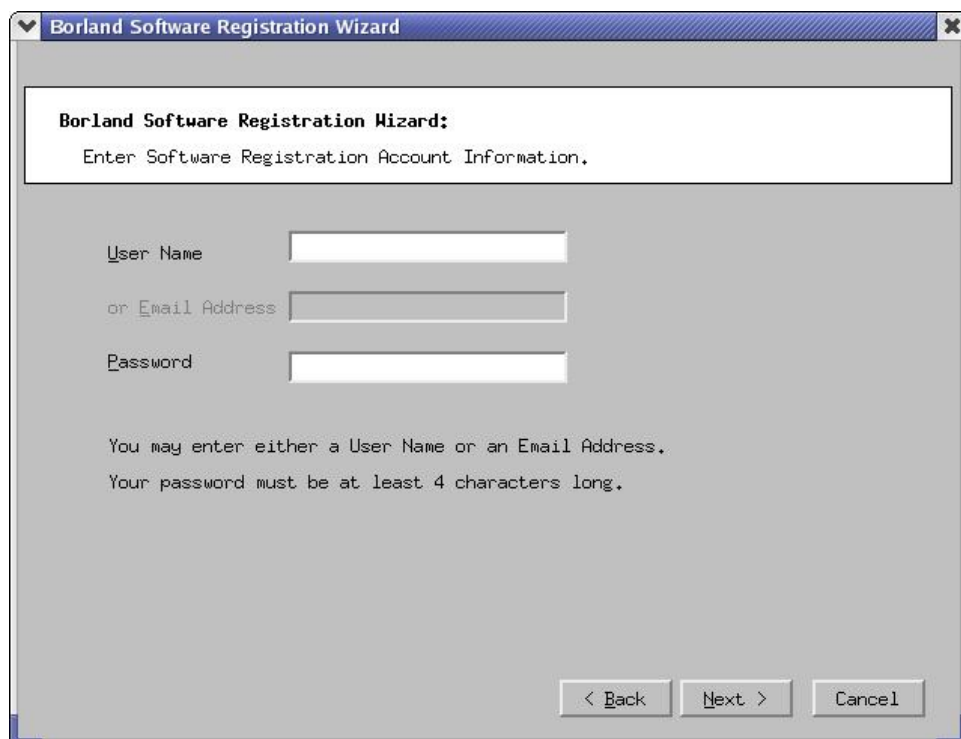 Borland Software Registration Wizard
Borland Software Registration Wizard:
Enter Software Registration Account Information.
User Name
or Email Address
Password
You may enter either a User Name or an Email Address.
Your password must be at least 4 characters long.
< Back Next > Cancel